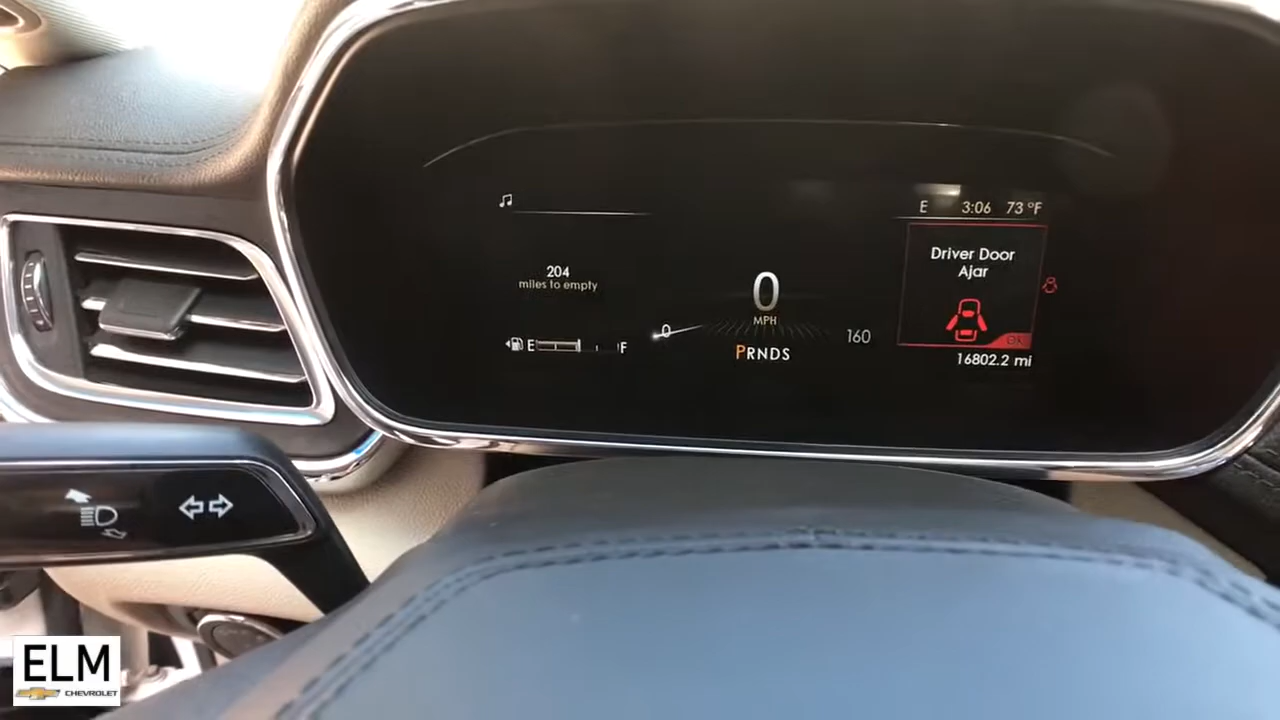 E 3:06 73 °F
Driver Door
Ajar
OK
16802.2 mi
204
miles to empty
E F
0
MPH
0 160
PRNDS
ELM
CHEVROLET